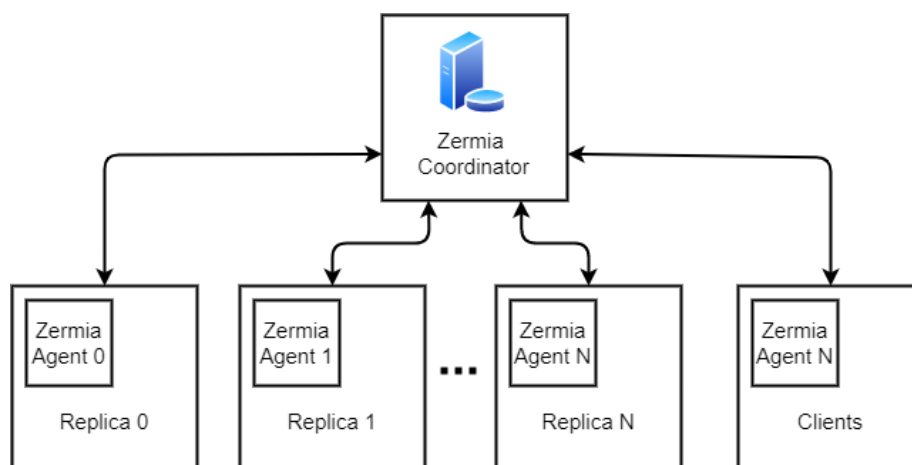 Zermia
Coordinator
Zermia
Agent 0
Replica 0
Zermia
Agent 1
Replica 1
...
Zermia
Agent N
Replica N
Zermia
Agent N
Clients